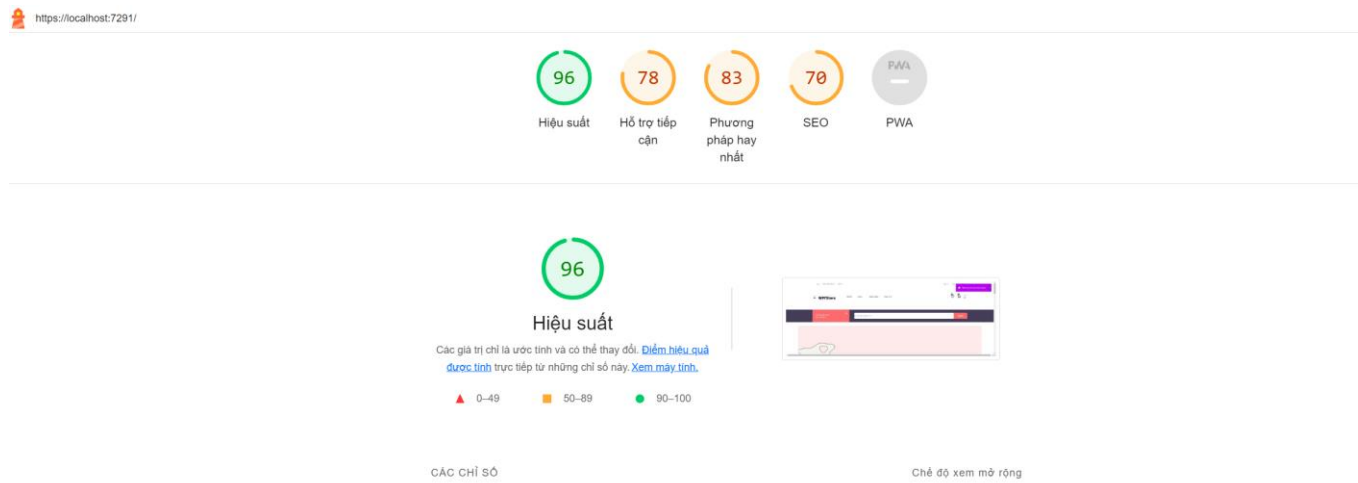 https://localhost:7291/
96
78
83
70
PWA
Hiệu suất
Hỗ trợ tiếp
cận
Phương
pháp hay
nhất
SEO
PWA
96
Hiệu suất
Các giá trị chỉ là ước tính và có thể thay đổi. Điểm hiệu quả
được tính trực tiếp từ những chỉ số này. Xem máy tính.
0–49
50–89
90–100
CÁC CHỈ SỐ
Chế độ xem mở rộng